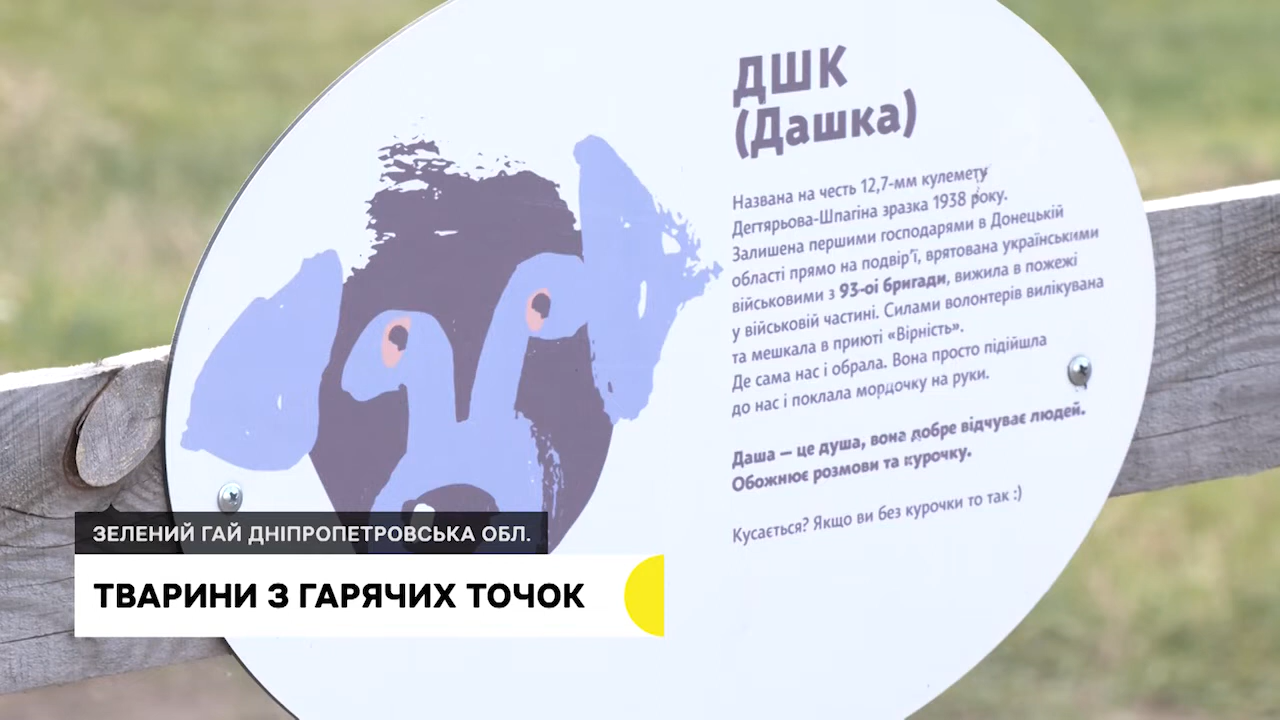 ДШК
(Дашка)
Названа на честь 12,7-мм кулемету
Дегтярьова-Шпагіна зразка 1938 року.
Залишена першими господарями в Донецькій
області прямо на подвір'ї, врятована українськими
військовими з 93-ої бригади, вижила в пожежі
у військовій частині. Силами волонтерів вилікувана
та мешкала в приюті «Вірність».
Де сама нас і обрала. Вона просто підійшла
до нас і поклала мордочку на руки.
Даша — це душа, вона добре відчуває людей.
Обожнює розмови та курочку.
Кусається? Якщо ви без курочки то так :)
ЗЕЛЕНИЙ ГАЙ ДНІПРОПЕТРОВСЬКА ОБЛ.
ТВАРИНИ З ГАРЯЧИХ ТОЧОК